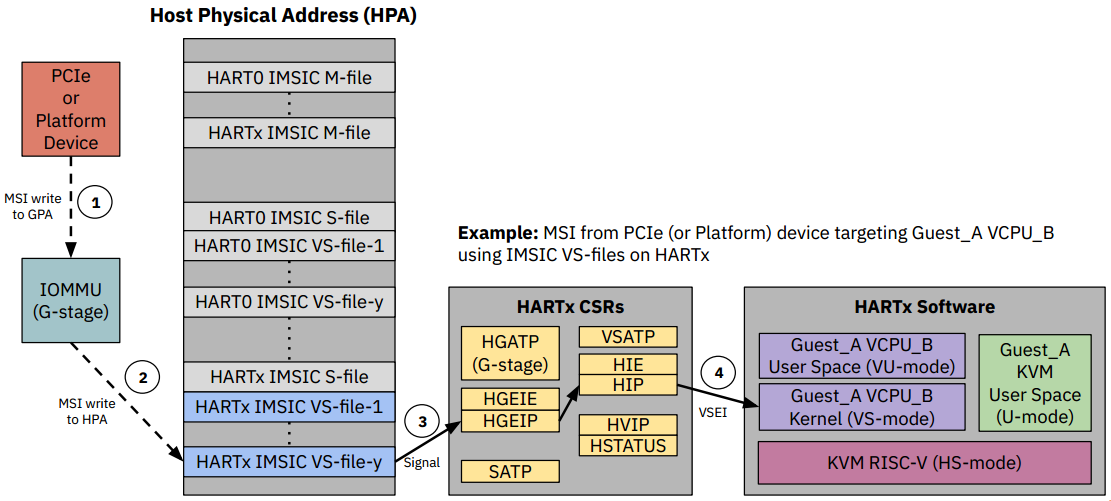 Host Physical Address (HPA)
PCIe
or
Platform
Device
1
MSI write
to GPA
IOMMU
(G-stage)
2
MSI write
to HPA
HART0 IMSIC M-file
HARTx IMSIC M-file
HART0 IMSIC S-file
HART0 IMSIC VS-file-1
HART0 IMSIC VS-file-y
HARTx IMSIC S-file
HARTx IMSIC VS-file-1
HARTx IMSIC VS-file-y
3
Signal
Example: MSI from PCIe (or Platform) device targeting Guest_A VCPU_B
using IMSIC VS-files on HARTx
HARTx CSRs
HGATP
(G-stage)
HGEIE
HGEIP
SATP
VSATP
HIE
HIP
HVIP
HSTATUS
4
VSEI
HARTx Software
Guest_A VCPU_B
User Space (VU-mode)
Guest_A VCPU_B
Kernel (VS-mode)
Guest_A
KVM
User Space
(U-mode)
KVM RISC-V (HS-mode)